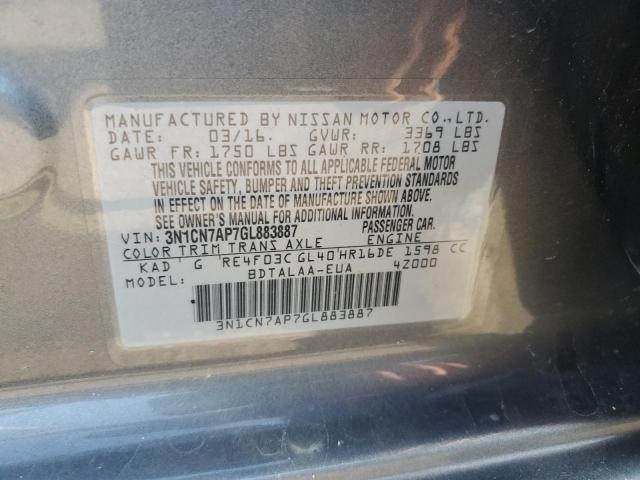 MANUFACTURED BY NISSAN MOTOR CO.,LTD.
DATE: 03/16. GVWR: 3369 LBS
GAWR FR: 1750 LBS GAWR RR: 1708 LBS
THIS VEHICLE CONFORMS TO ALL APPLICABLE FEDERAL MOTOR
VEHICLE SAFETY, BUMPER AND THEFT PREVENTION STANDARDS
IN EFFECT ON THE DATE OF MANUFACTURE SHOWN ABOVE.
SEE OWNER'S MANUAL FOR ADDITIONAL INFORMATION.
VIN: 3N1CN7AP7GL883887 PASSENGER CAR.
COLOR TRIM TRANS AXLE ENGINE
KAD G RE4F03C GL40 HR16DE 1598 CC
MODEL: BDTALAA-EUA 4Z000
3N1CN7AP7GL883887